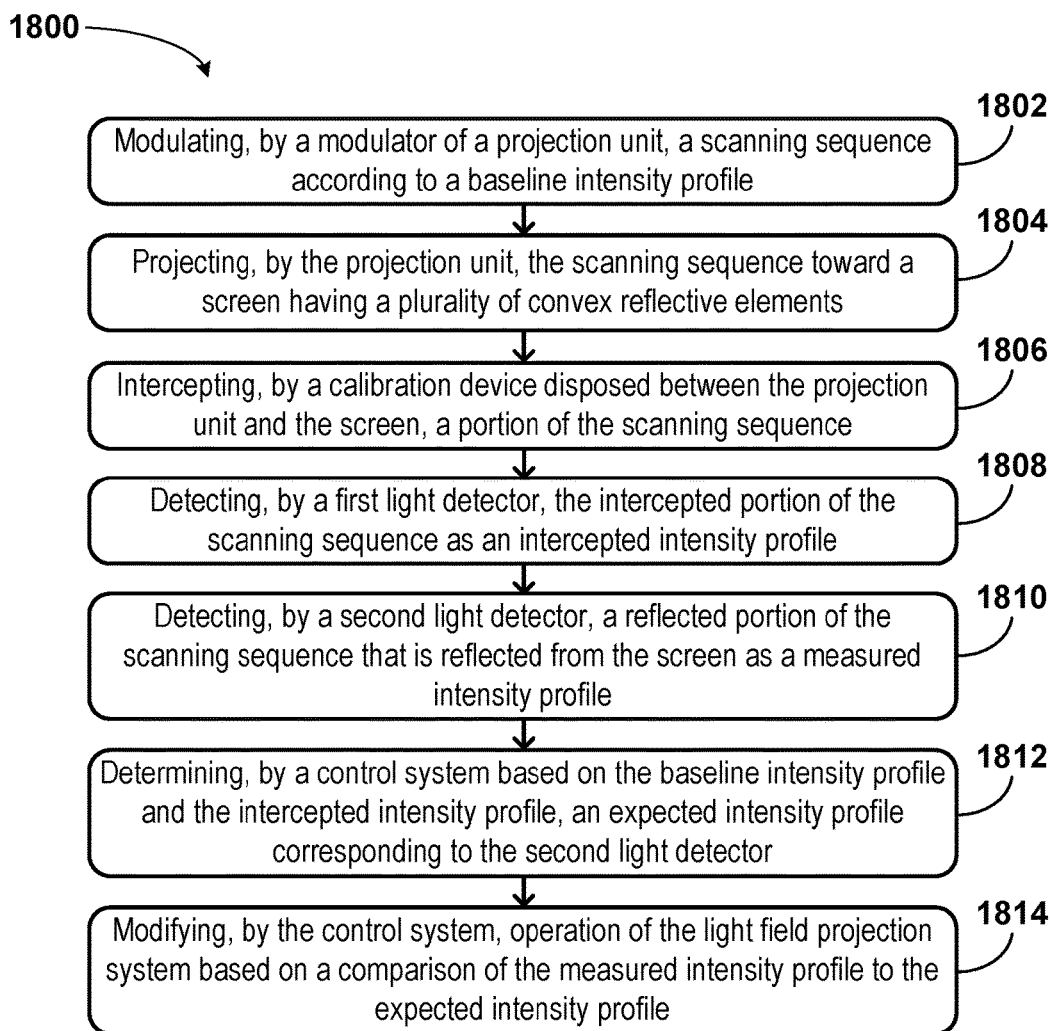 1800
1802
Modulating, by a modulator of a projection unit, a scanning sequence
according to a baseline intensity profile
1804
Projecting, by the projection unit, the scanning sequence toward a
screen having a plurality of convex reflective elements
1806
Intercepting, by a calibration device disposed between the projection
unit and the screen, a portion of the scanning sequence
1808
Detecting, by a first light detector, the intercepted portion of the
scanning sequence as an intercepted intensity profile
1810
Detecting, by a second light detector, a reflected portion of the
scanning sequence that is reflected from the screen as a measured
intensity profile
1812
Determining, by a control system based on the baseline intensity profile
and the intercepted intensity profile, an expected intensity profile
corresponding to the second light detector
1814
Modifying, by the control system, operation of the light field projection
system based on a comparison of the measured intensity profile to the
expected intensity profile